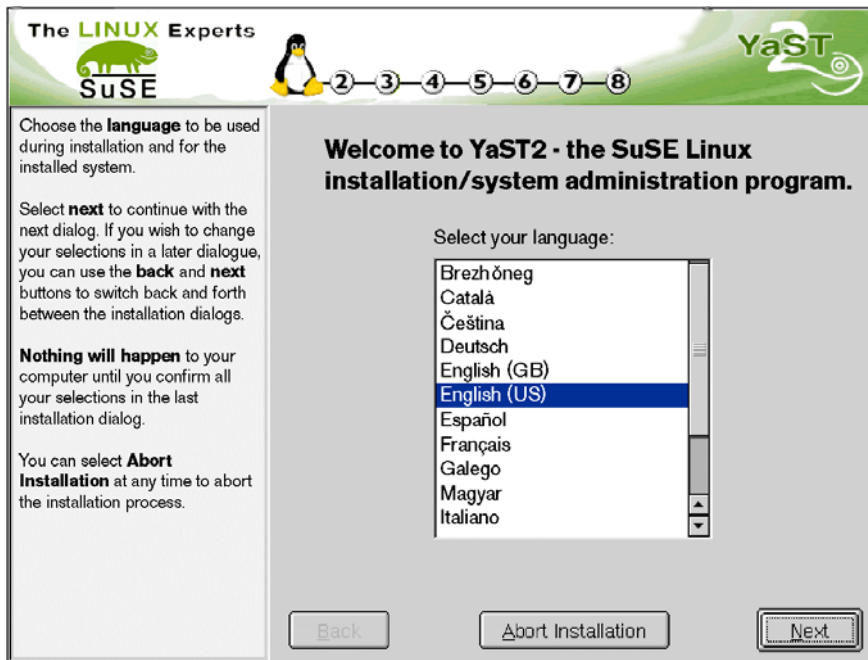 The LINUX Experts
SuSE
2 3 4 5 6 7 8
YaST
2
Choose the language to be used
during installation and for the
installed system.
Select next to continue with the
next dialog. If you wish to change
your selections in a later dialogue,
you can use the back and next
buttons to switch back and forth
between the installation dialogs.
Nothing will happen to your
computer until you confirm all
your selections in the last
installation dialog.
You can select Abort
Installation at any time to abort
the installation process.
Welcome to YaST2 - the SuSE Linux
installation/system administration program.
Select your language:
Brezhǒneg
Català
Čeština
Deutsch
English (GB)
English (US)
Español
Français
Galego
Magyar
Italiano
Back
Abort Installation
Next